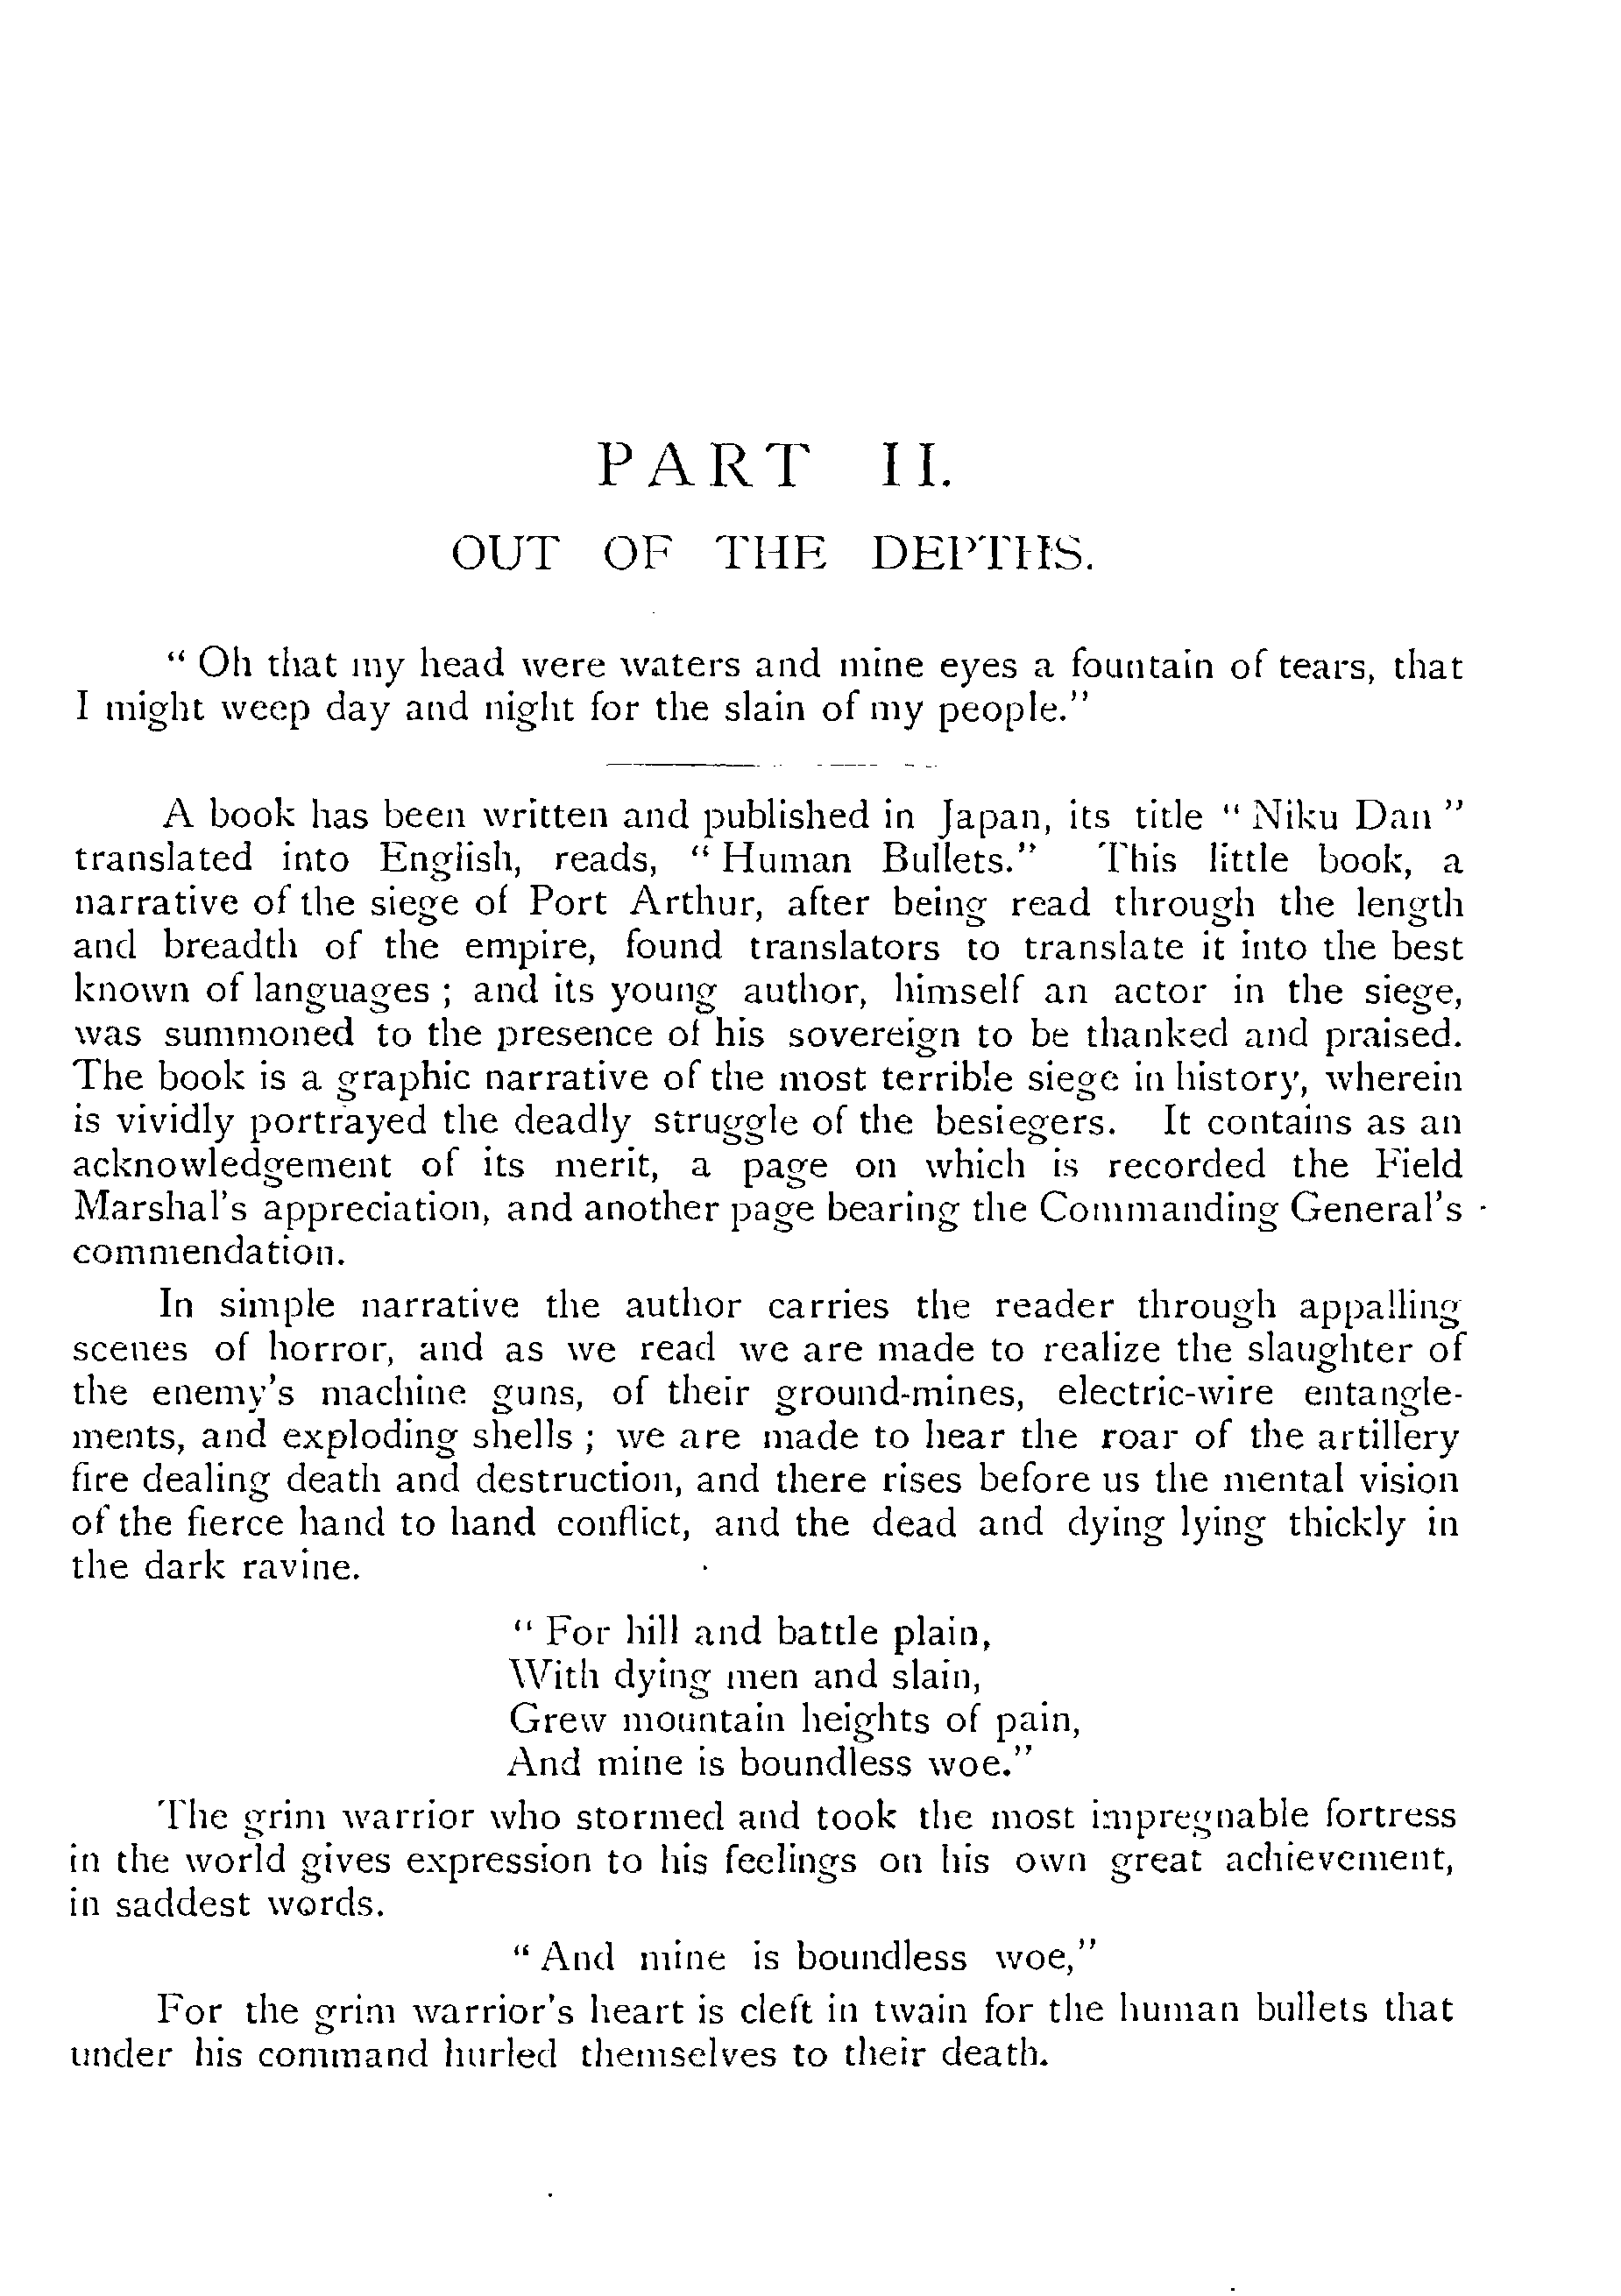 PART II.
OUT OF THE DEPTHS.
“ Oh that my head were waters and mine eyes a fountain of tears, that
I might weep day and night for the slain of my people.”
A book has been written and published in Japan, its title “ Niku Dan ”
translated into English, reads, “ Human Bullets.” This little book, a
narrative of the siege of Port Arthur, after being read through the length
and breadth of the empire, found translators to translate it into the best
known of languages ; and its young author, himself an actor in the siege,
was summoned to the presence of his sovereign to be thanked and praised.
The book is a graphic narrative of the most terrible siege in history, wherein
is vividly portrayed the deadly struggle of the besiegers. It contains as an
acknowledgement of its merit, a page on which is recorded the Field
Marshal’s appreciation, and another page bearing the Commanding General’s
commendation.
In simple narrative the author carries the reader through appalling
scenes of horror, and as we read we are made to realize the slaughter of
the enemy’s machine guns, of their ground-mines, electric-wire entangle-
ments, and exploding shells ; we are made to hear the roar of the artillery
fire dealing death and destruction, and there rises before us the mental vision
of the fierce hand to hand conflict, and the dead and dying lying thickly in
the dark ravine.
“ For hill and battle plain,
With dying men and slain,
Grew mountain heights of pain,
And mine is boundless woe.”
The grim warrior who stormed and took the most impregnable fortress
in the world gives expression to his feelings on his own great achievement,
in saddest words.
“ And mine is boundless woe,”
For the grim warrior’s heart is cleft in twain for the human bullets that
under his command hurled themselves to their death.